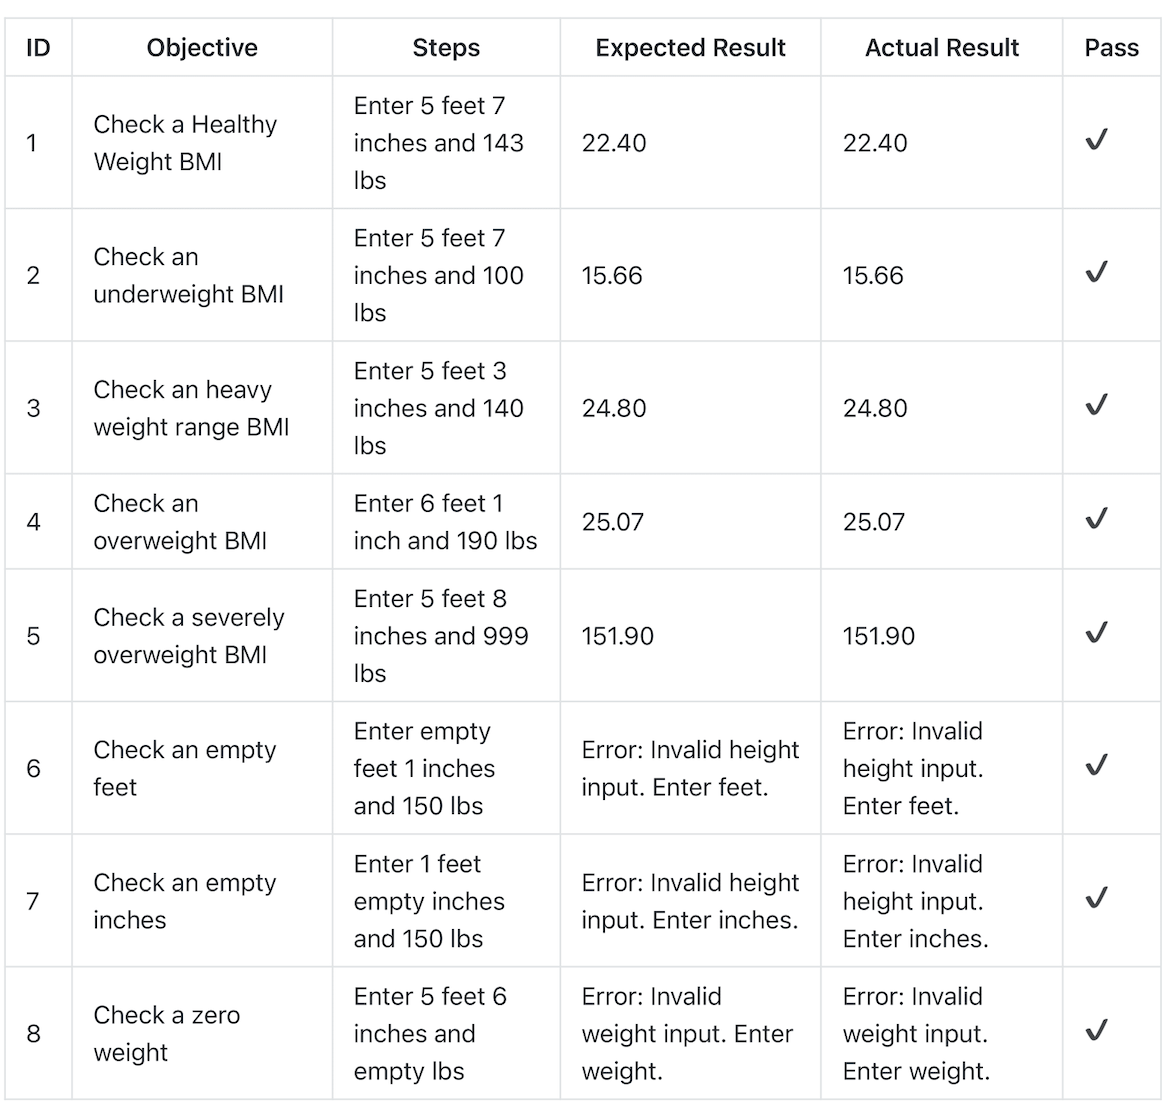 ID Objective Steps Expected Result Actual Result Pass
1
Check a Healthy
Weight BMI
Enter 5 feet 7
inches and 143
lbs
22.40
22.40
✔
2
Check an
underweight BMI
Enter 5 feet 7
inches and 100
lbs
15.66
15.66
✔
3
Check an heavy
weight range BMI
Enter 5 feet 3
inches and 140
lbs
24.80
24.80
✔
4
Check an
overweight BMI
Enter 6 feet 1
inch and 190 lbs
25.07
25.07
✔
5
Check a severely
overweight BMI
Enter 5 feet 8
inches and 999
lbs
151.90
151.90
✔
6
Check an empty
feet
Enter empty
feet 1 inches
and 150 lbs
Error: Invalid height
input. Enter feet.
Error: Invalid
height input.
Enter feet.
✔
7
Check an empty
inches
Enter 1 feet
empty inches
and 150 lbs
Error: Invalid height
input. Enter inches.
Error: Invalid
height input.
Enter inches.
✔
8
Check a zero
weight
Enter 5 feet 6
inches and
empty lbs
Error: Invalid
weight input. Enter
weight.
Error: Invalid
weight input.
Enter weight.
✔